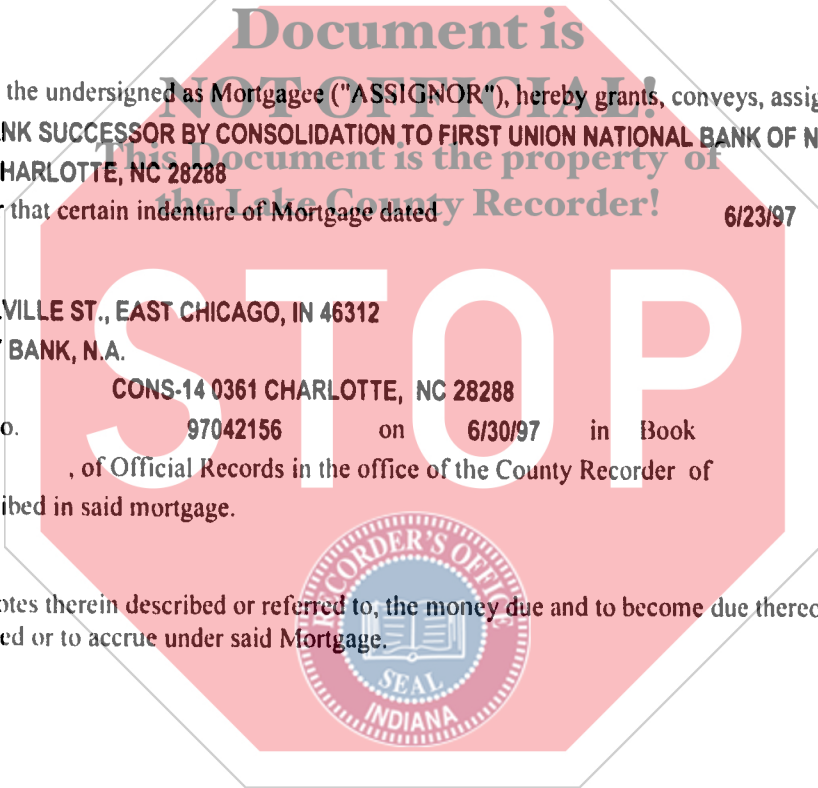 Document is
the undersigned as Mortgagee ("ASSIGNOR"), hereby grants, conveys, assig
NOT OFFICIAL!
NK SUCCESSOR BY CONSOLIDATION TO FIRST UNION NATIONAL BANK OF N
This Document is the property of
HARLOTTE, NC 28288
the Lake County Recorder!
r that certain indenture of Mortgage dated 6/23/97
STOP
VILLE ST., EAST CHICAGO, IN 46312
BANK, N.A.
CONS-14 0361 CHARLOTTE, NC 28288
o. 97042156 on 6/30/97 in Book
, of Official Records in the office of the County Recorder of
ibed in said mortgage.
RECORDER'S OFFICE
otes therein described or referred to, the money due and to become due thereo
ed or to accrue under said Mortgage.
SEAL
INDIANA